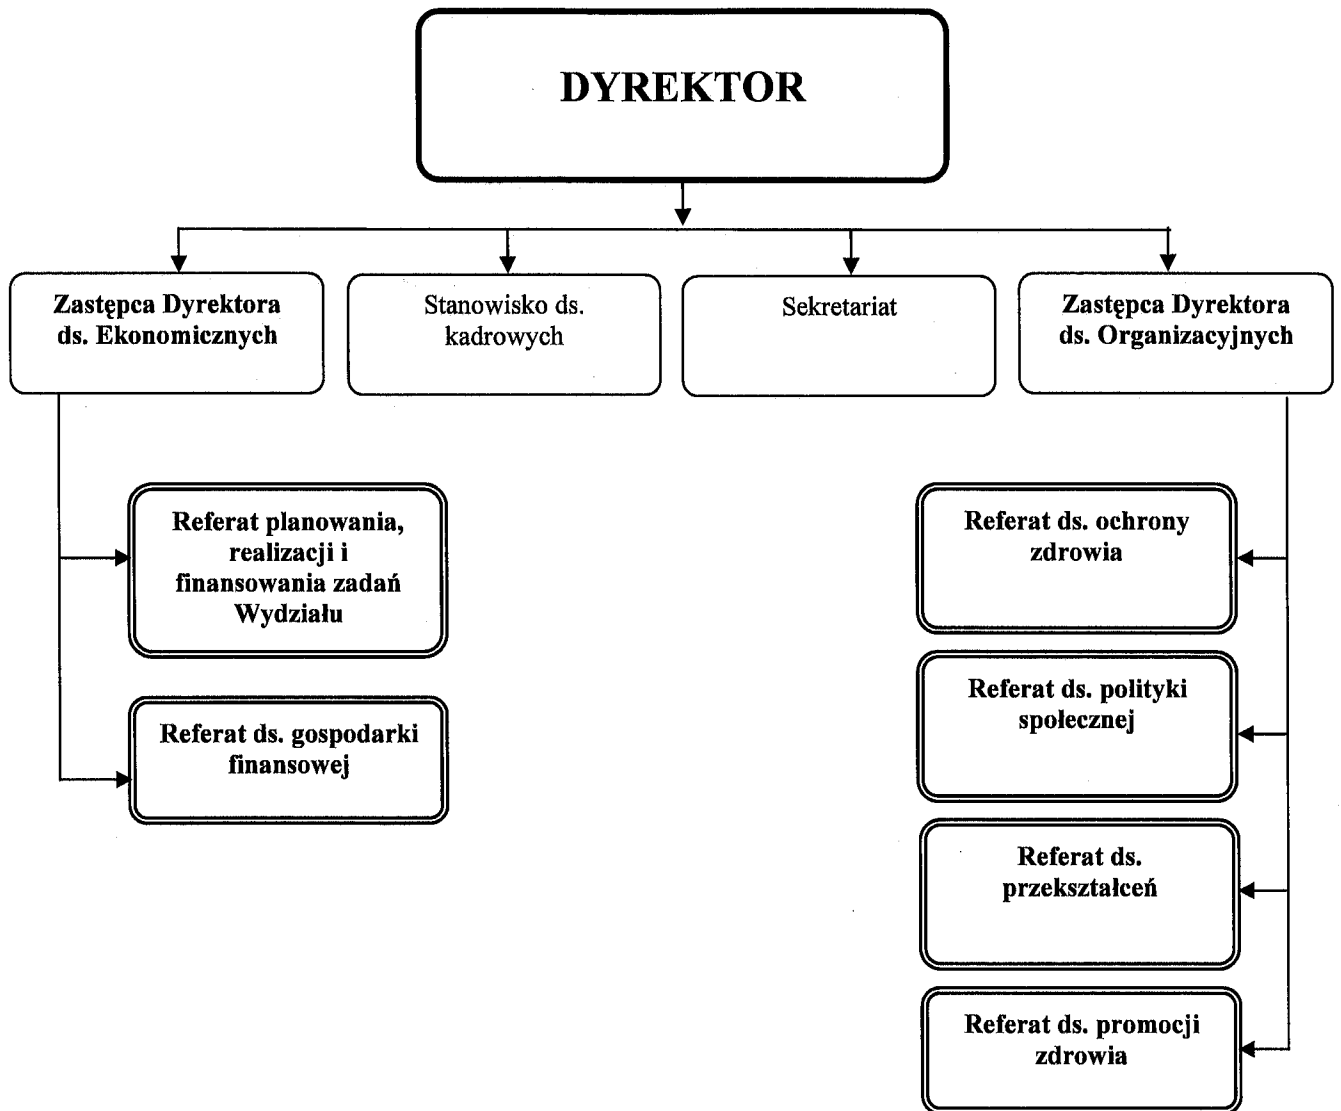 DYREKTOR
Zastępca Dyrektora
ds. Ekonomicznych
Stanowisko ds.
kadrowych
Sekretariat
Zastępca Dyrektora
ds. Organizacyjnych
Referat planowania,
realizacji i
finansowania zadań
Wydziału
Referat ds. gospodarki
finansowej
Referat ds. ochrony
zdrowia
Referat ds. polityki
społecznej
Referat ds.
przekształceń
Referat ds. promocji
zdrowia